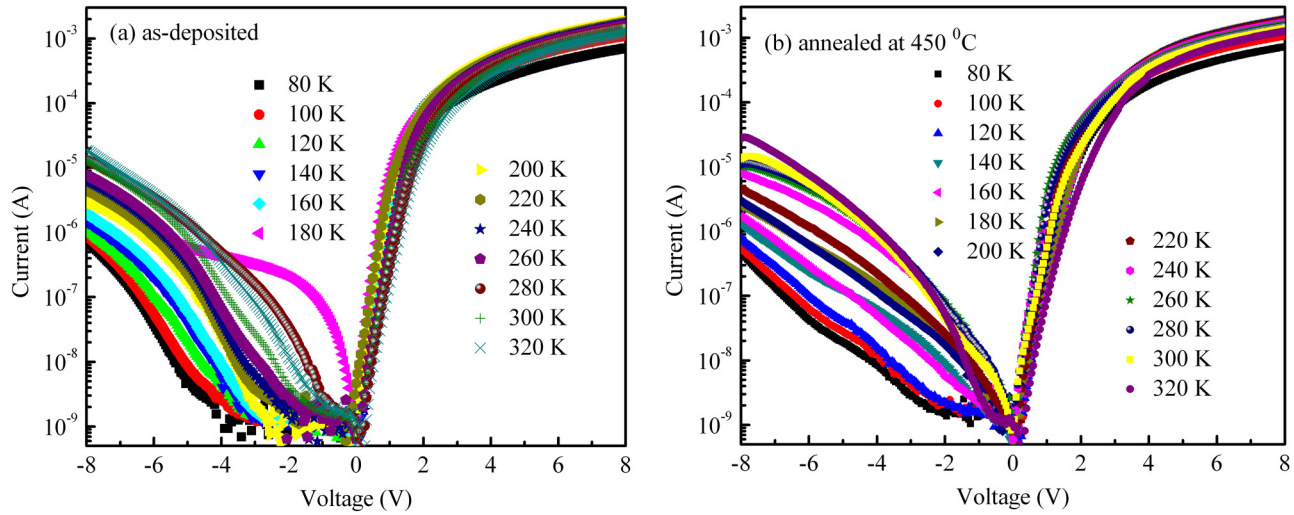 (a) as-deposited
80 K
100 K
120 K
140 K
160 K
180 K
200 K
220 K
240 K
260 K
280 K
300 K
320 K
10⁻³
10⁻⁴
10⁻⁵
10⁻⁶
10⁻⁷
10⁻⁸
10⁻⁹
Current (A)
-8 -6 -4 -2 0 2 4 6 8
Voltage (V)
(b) annealed at 450 ⁰C
80 K
100 K
120 K
140 K
160 K
180 K
200 K
220 K
240 K
260 K
280 K
300 K
320 K
10⁻³
10⁻⁴
10⁻⁵
10⁻⁶
10⁻⁷
10⁻⁸
10⁻⁹
Current (A)
-8 -6 -4 -2 0 2 4 6 8
Voltage (V)